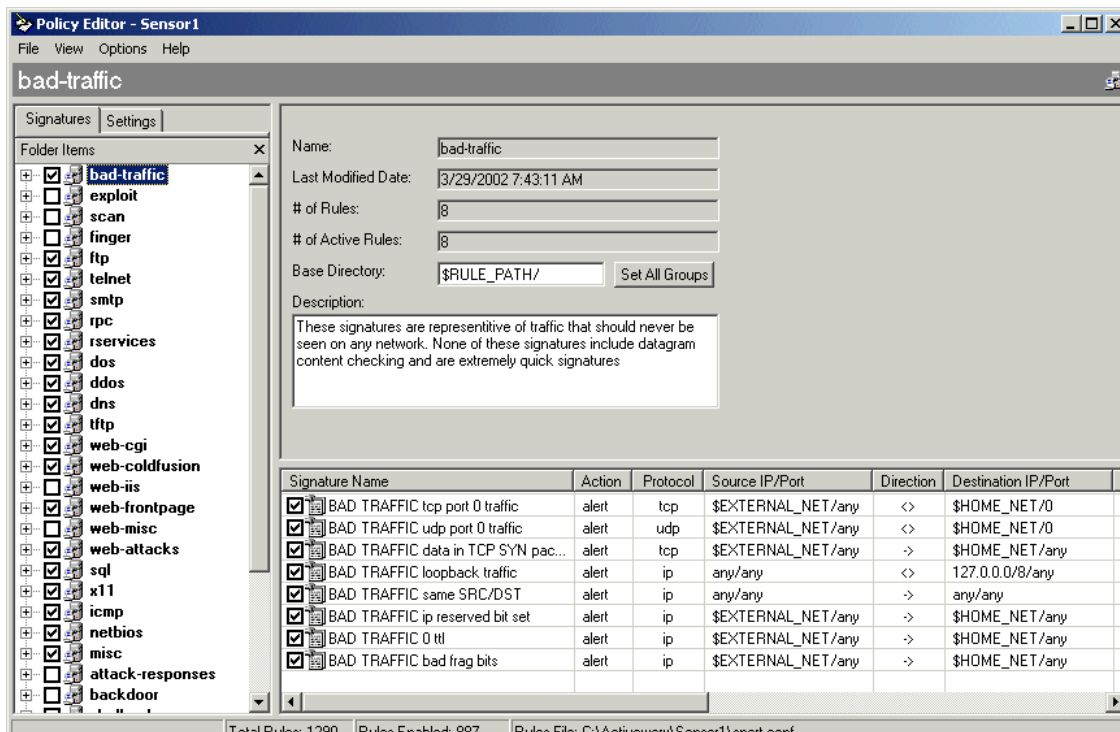 Policy Editor - Sensor1
File View Options Help
bad-traffic
Signatures Settings
Folder Items
bad-traffic
exploit
scan
finger
ftp
telnet
smtp
rpc
rservices
dos
ddos
dns
tftp
web-cgi
web-coldfusion
web-iis
web-frontpage
web-misc
web-attacks
sql
x11
icmp
netbios
misc
attack-responses
backdoor
Name: bad-traffic
Last Modified Date: 3/29/2002 7:43:11 AM
# of Rules: 8
# of Active Rules: 8
Base Directory: $RULE_PATH/ Set All Groups
Description:
These signatures are representitive of traffic that should never be
seen on any network. None of these signatures include datagram
content checking and are extremely quick signatures
Signature Name Action Protocol Source IP/Port Direction Destination IP/Port
BAD TRAFFIC tcp port 0 traffic alert tcp $EXTERNAL_NET/any <> $HOME_NET/0
BAD TRAFFIC udp port 0 traffic alert udp $EXTERNAL_NET/any <> $HOME_NET/0
BAD TRAFFIC data in TCP SYN pac... alert tcp $EXTERNAL_NET/any -> $HOME_NET/any
BAD TRAFFIC loopback traffic alert ip any/any <> 127.0.0.0/8/any
BAD TRAFFIC same SRC/DST alert ip any/any -> any/any
BAD TRAFFIC ip reserved bit set alert ip $EXTERNAL_NET/any -> $HOME_NET/any
BAD TRAFFIC 0 ttl alert ip $EXTERNAL_NET/any -> $HOME_NET/any
BAD TRAFFIC bad frag bits alert ip $EXTERNAL_NET/any -> $HOME_NET/any
Total Rules: 1290 Rules Enabled: 887 Rules File: